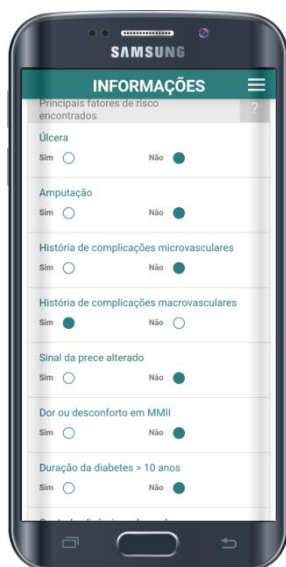 SAMSUNG
INFORMAÇÕES
Principais fatores de risco
encontrados
?
Úlcera
Sim Não
Amputação
Sim Não
História de complicações microvasculares
Sim Não
História de complicações macrovasculares
Sim Não
Sinal da prece alterado
Sim Não
Dor ou desconforto em MMII
Sim Não
Duração da diabetes > 10 anos
Sim Não